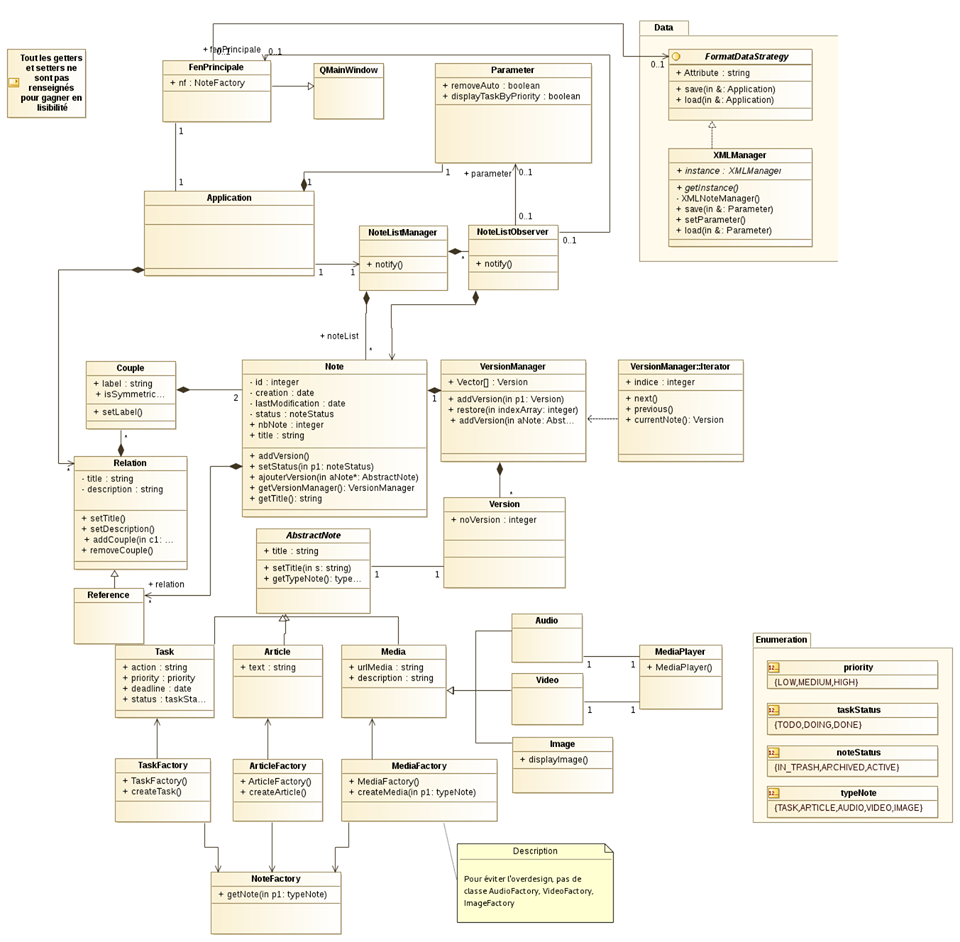 Tout les getters
et setters ne
sont pas
renseignés
pour gagner en
lisibilité
+ fenPrincipale
0..1
0..1
FenPrincipale
+ nf : NoteFactory
QMainWindow
Parameter
+ removeAuto : boolean
+ displayTaskByPriority : boolean
Data
0..1
FormatDataStrategy
+ Attribute : string
+ save(in &: Application)
+ load(in &: Application)
XMLManager
+ instance : XMLManager
+ getInstance()
- XMLNoteManager()
+ save(in &: Parameter)
+ setParameter()
+ load(in &: Parameter)
1
1
1
1
+ parameter
0..1
0..1
0..1
Application
1
1
NoteListManager
+ notify()
*
NoteListObserver
+ notify()
+ noteList
*
Couple
+ label : string
+ isSymmetric...
+ setLabel()
2
*
Note
- id : integer
- creation : date
- lastModification : date
- status : noteStatus
+ nbNote : integer
+ title : string
+ addVersion()
+ setStatus(in p1: noteStatus)
+ ajouterVersion(in aNote*: AbstractNote)
+ getVersionManager(): VersionManager
+ getTitle(): string
1
VersionManager
+ Vector[] : Version
+ addVersion(in p1: Version)
+ restore(in indexArray: integer)
+ addVersion(in aNote: Abst...
VersionManager::Iterator
+ indice : integer
+ next()
+ previous()
+ currentNote(): Version
*
Relation
- title : string
- description : string
+ setTitle()
+ setDescription()
+ addCouple(in c1: ...
+ removeCouple()
*
Version
+ noVersion : integer
AbstractNote
+ title : string
+ setTitle(in s: string)
+ getTypeNote(): type...
1
1
+ relation
*
Reference
Task
+ action : string
+ priority : priority
+ deadline : date
+ status : taskSta...
Article
+ text : string
Media
+ urlMedia : string
+ description : string
Audio
Video
Image
+ displayImage()
1
1
1
1
MediaPlayer
+ MediaPlayer()
Enumeration
priority
{LOW,MEDIUM,HIGH}
taskStatus
{TODO,DOING,DONE}
noteStatus
{IN_TRASH,ARCHIVED,ACTIVE}
typeNote
{TASK,ARTICLE,AUDIO,VIDEO,IMAGE}
TaskFactory
+ TaskFactory()
+ createTask()
ArticleFactory
+ ArticleFactory()
+ createArticle()
MediaFactory
+ MediaFactory()
+ createMedia(in p1: typeNote)
NoteFactory
+ getNote(in p1: typeNote)
Description
Pour éviter l'overdesign, pas de
classe AudioFactory, VideoFactory,
ImageFactory